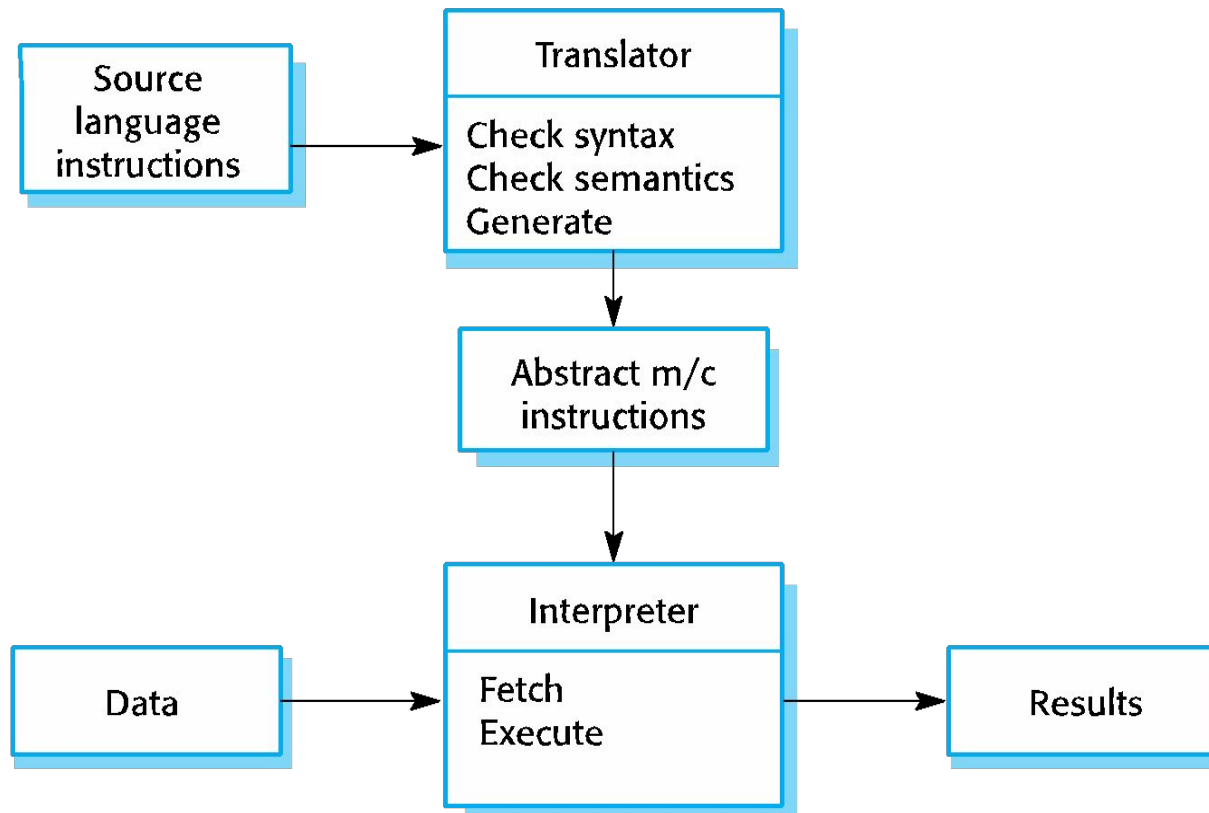 Source
language
instructions
Translator
Check syntax
Check semantics
Generate
Abstract m/c
instructions
Interpreter
Data
Fetch
Execute
Results